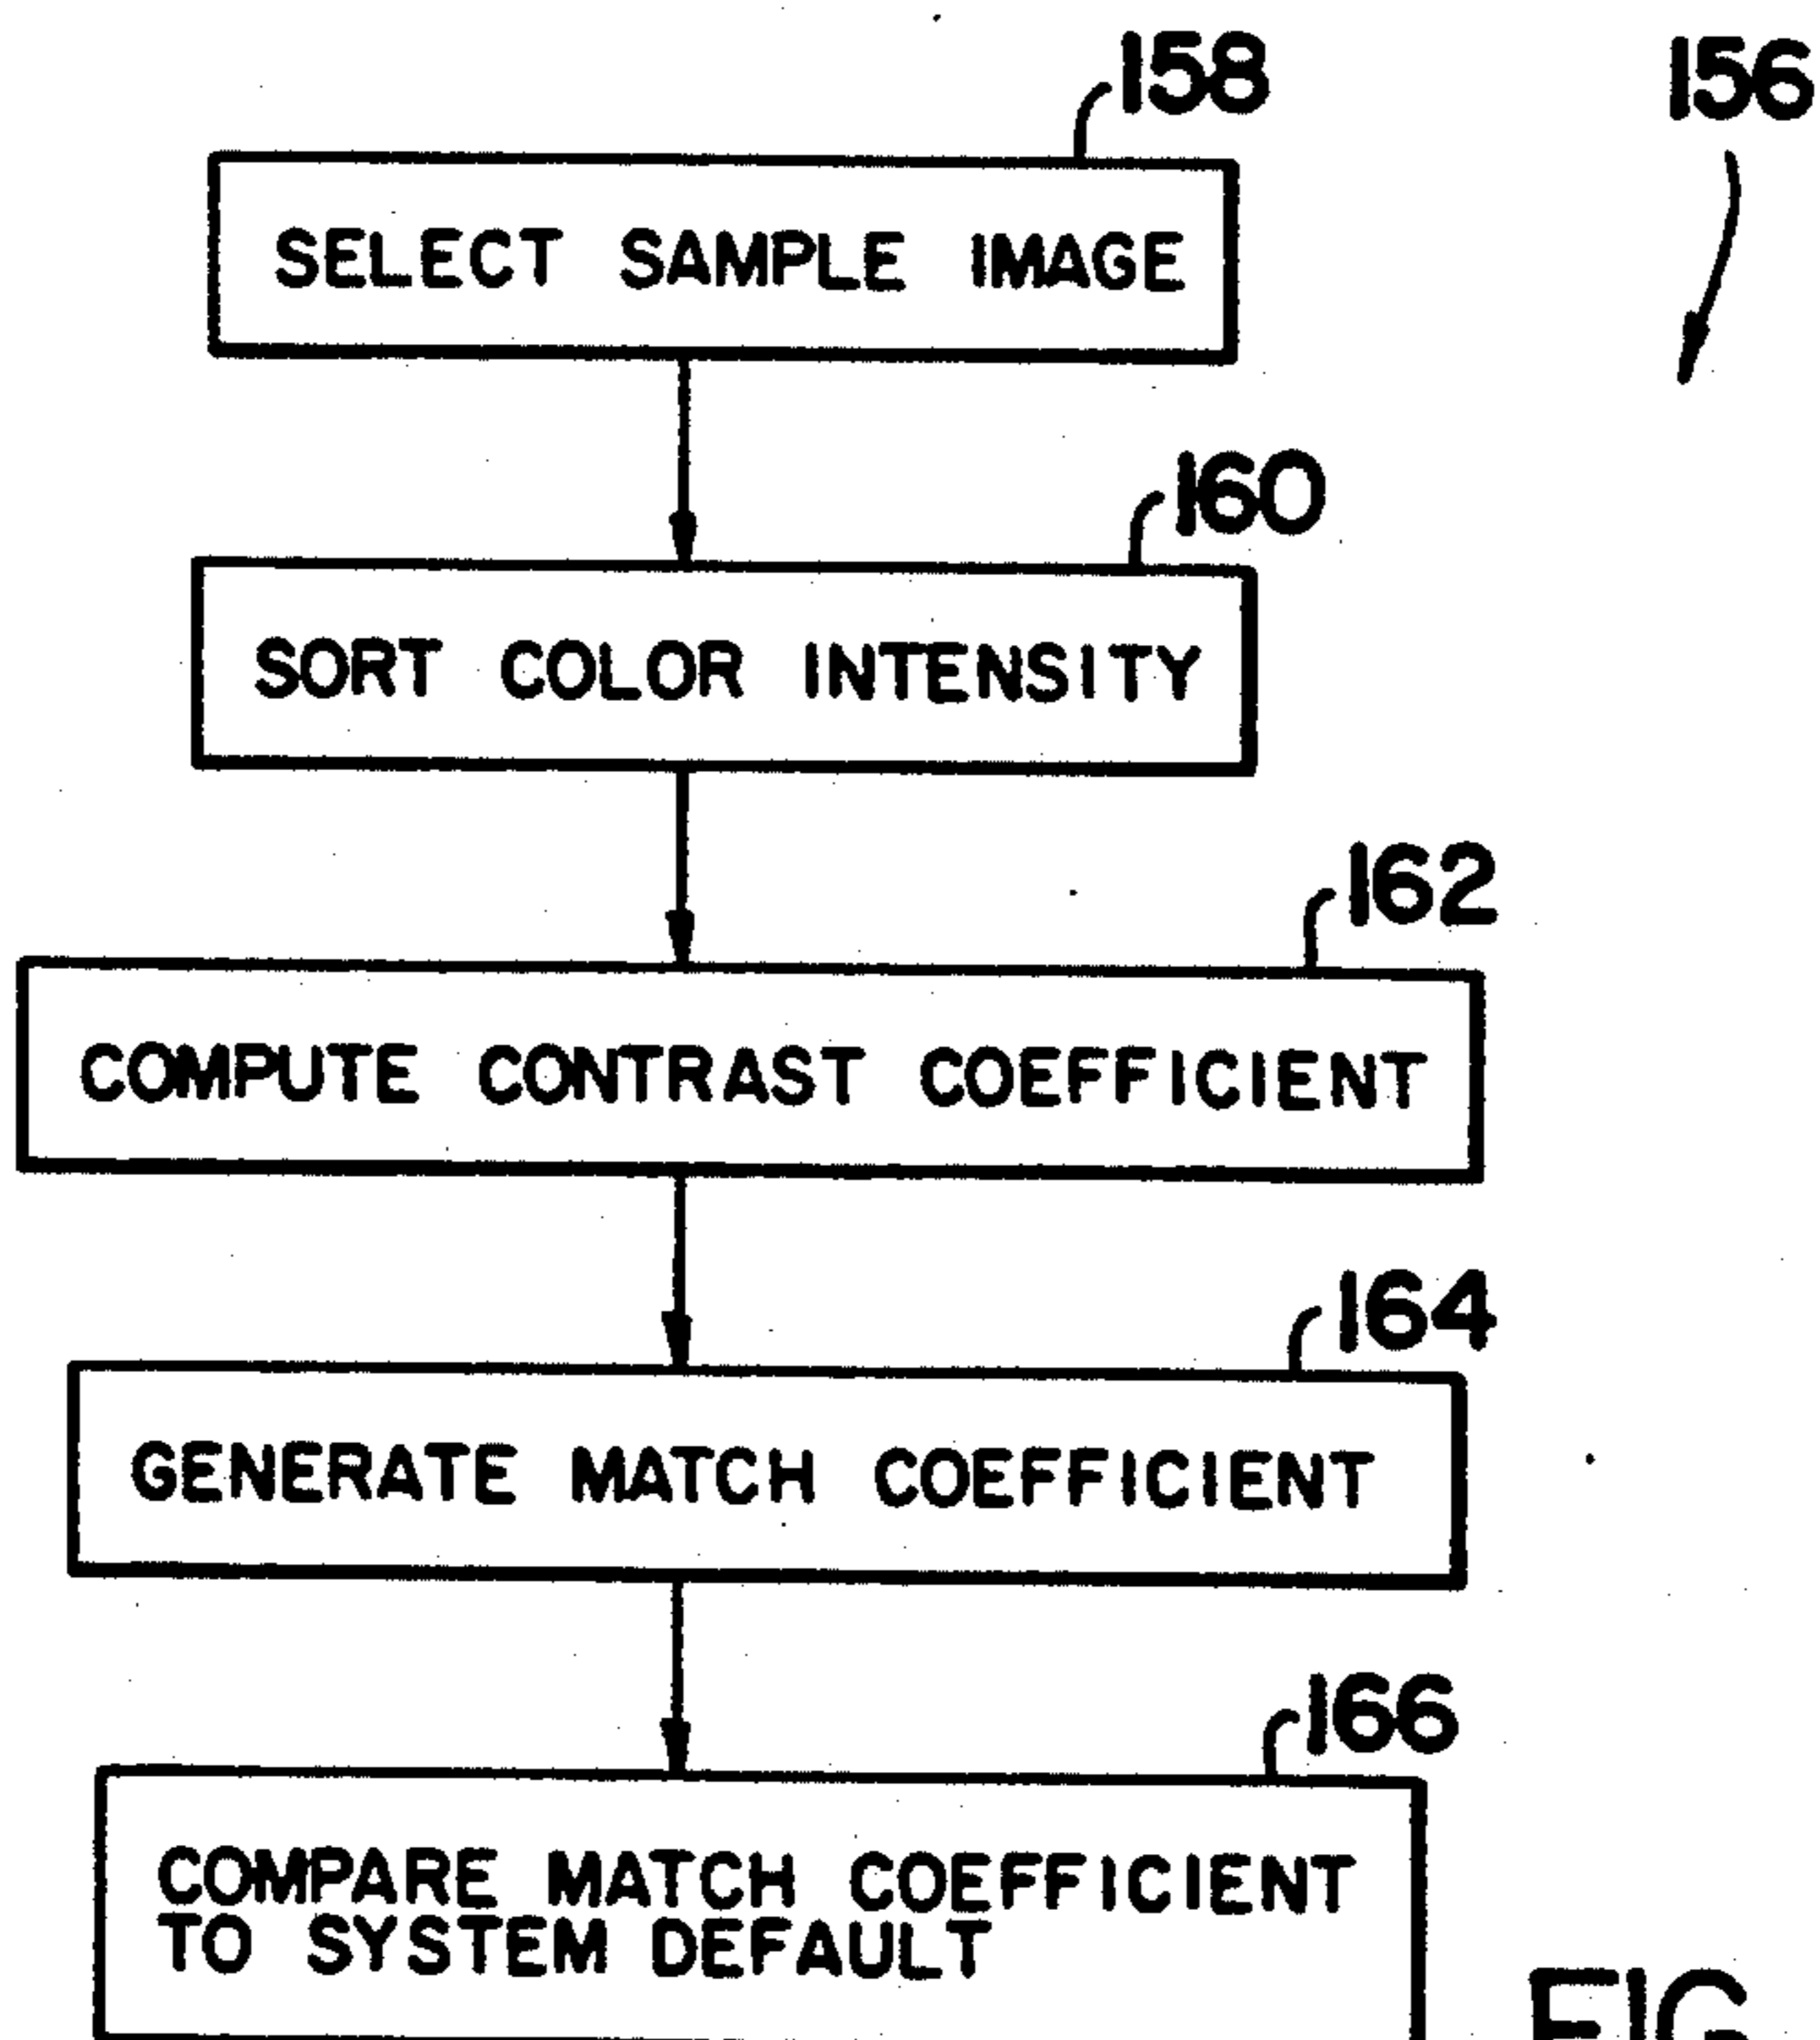 158
156
SELECT SAMPLE IMAGE
160
SORT COLOR INTENSITY
162
COMPUTE CONTRAST COEFFICIENT
164
GENERATE MATCH COEFFICIENT
166
COMPARE MATCH COEFFICIENT
TO SYSTEM DEFAULT
FIG